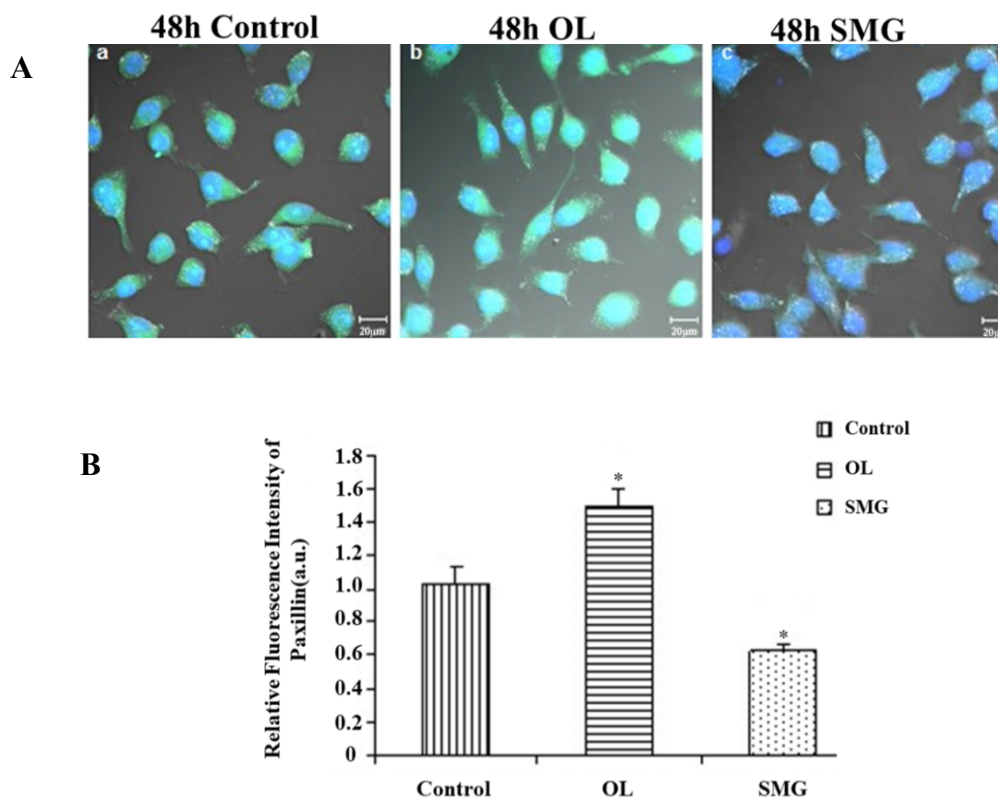 48h Control
48h OL
48h SMG
A
a
b
c
20μm
20μm
20μ
B
Control
OL
SMG
Relative Fluorescence Intensity of
Paxillin(a.u.)
1.8
1.6
1.4
1.2
1.0
0.8
0.6
0.4
0.2
0
*
*
Control
OL
SMG